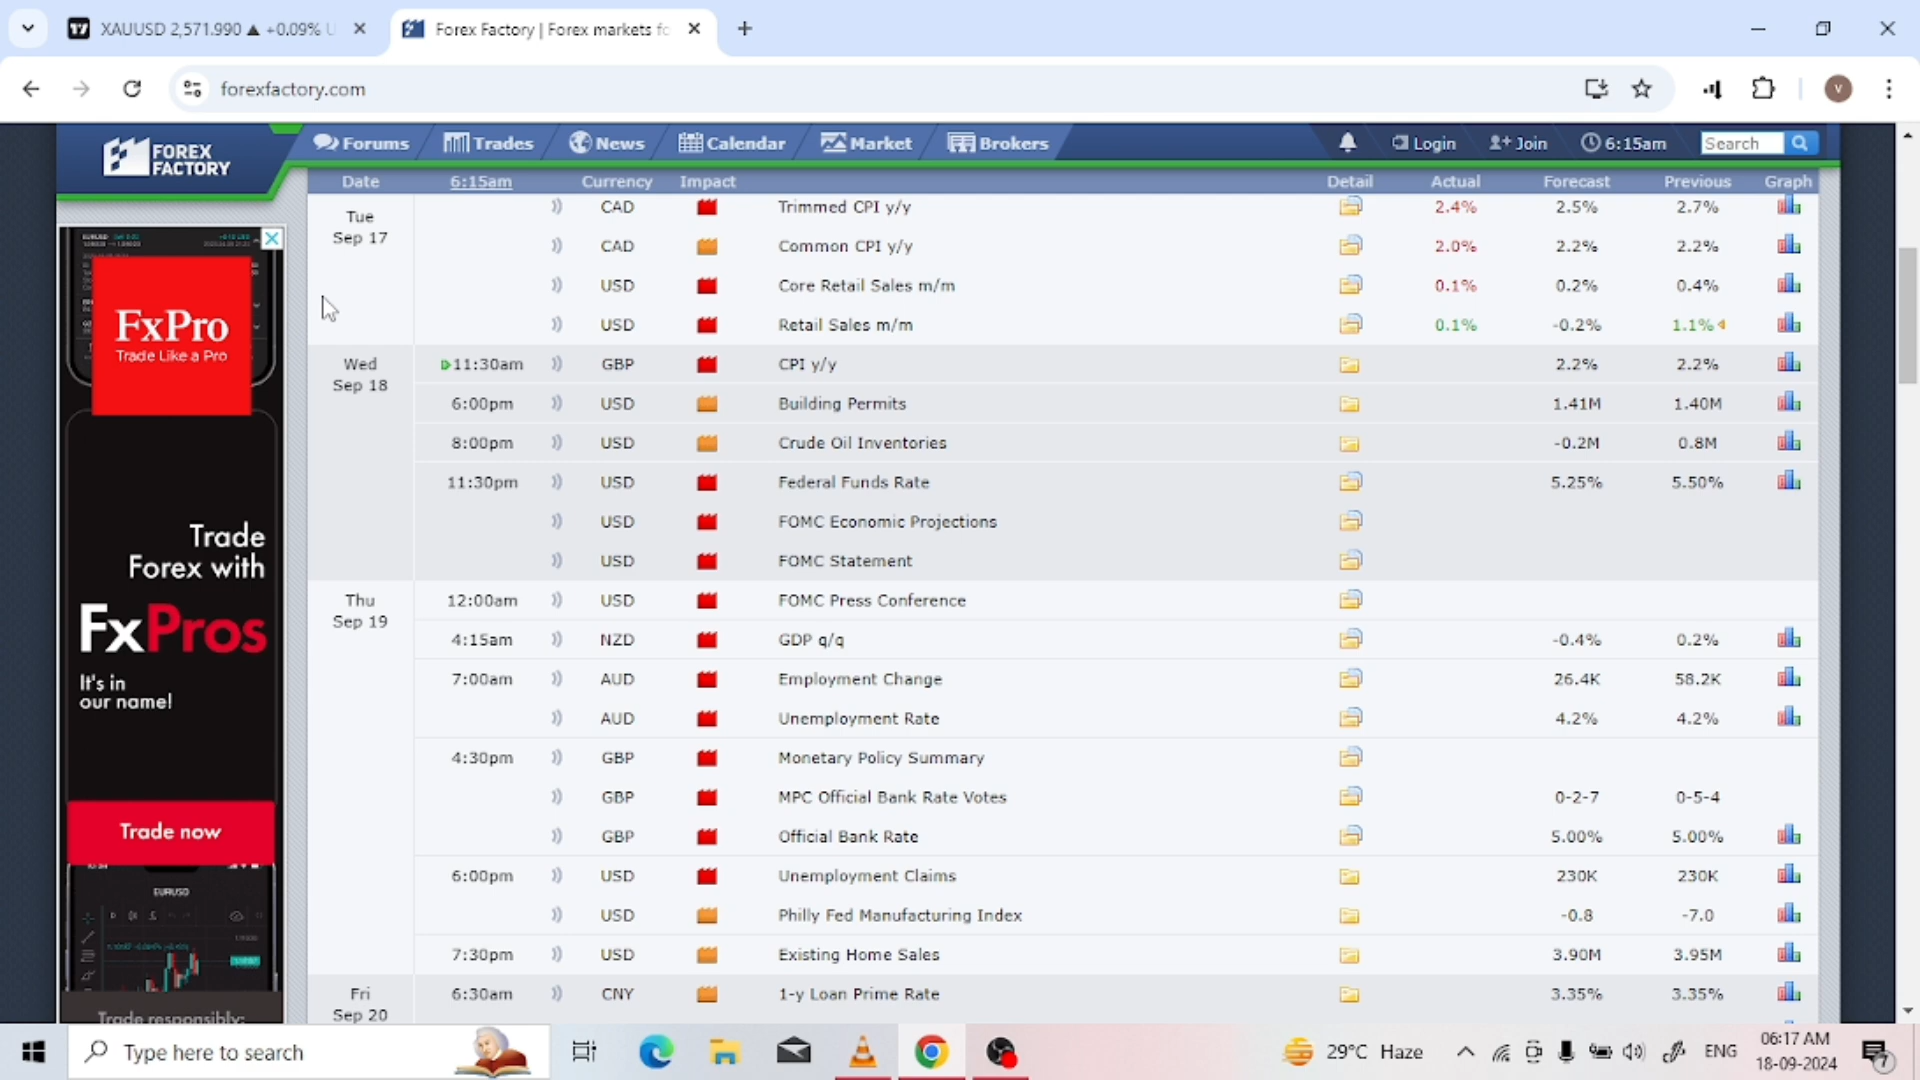 XAUUSD 2,571.990 ▲ +0.09% U
Forex Factory | Forex markets fo
forexfactory.com
V
FOREX
FACTORY
Forums
Trades
News
Calendar
Market
Brokers
Login
Join
6:15am
Search
Date 6:15am Currency Impact Detail Actual Forecast Previous Graph
Tue
Sep 17
CAD Trimmed CPI y/y 2.4% 2.5% 2.7%
CAD Common CPI y/y 2.0% 2.2% 2.2%
USD Core Retail Sales m/m 0.1% 0.2% 0.4%
USD Retail Sales m/m 0.1% -0.2% 1.1%
Wed
Sep 18
11:30am GBP CPI y/y 2.2% 2.2%
6:00pm USD Building Permits 1.41M 1.40M
8:00pm USD Crude Oil Inventories -0.2M 0.8M
11:30pm USD Federal Funds Rate 5.25% 5.50%
USD FOMC Economic Projections
USD FOMC Statement
Thu
Sep 19
12:00am USD FOMC Press Conference
4:15am NZD GDP q/q -0.4% 0.2%
7:00am AUD Employment Change 26.4K 58.2K
AUD Unemployment Rate 4.2% 4.2%
4:30pm GBP Monetary Policy Summary
GBP MPC Official Bank Rate Votes 0-2-7 0-5-4
GBP Official Bank Rate 5.00% 5.00%
6:00pm USD Unemployment Claims 230K 230K
USD Philly Fed Manufacturing Index -0.8 -7.0
7:30pm USD Existing Home Sales 3.90M 3.95M
Fri
Sep 20
6:30am CNY 1-y Loan Prime Rate 3.35% 3.35%
FxPro
Trade Like a Pro
Trade
Forex with
FxPros
It's in
our name!
Trade now
EURUSD
Trade responsibly:
Type here to search
29°C Haze
ENG
06:17 AM
18-09-2024
7